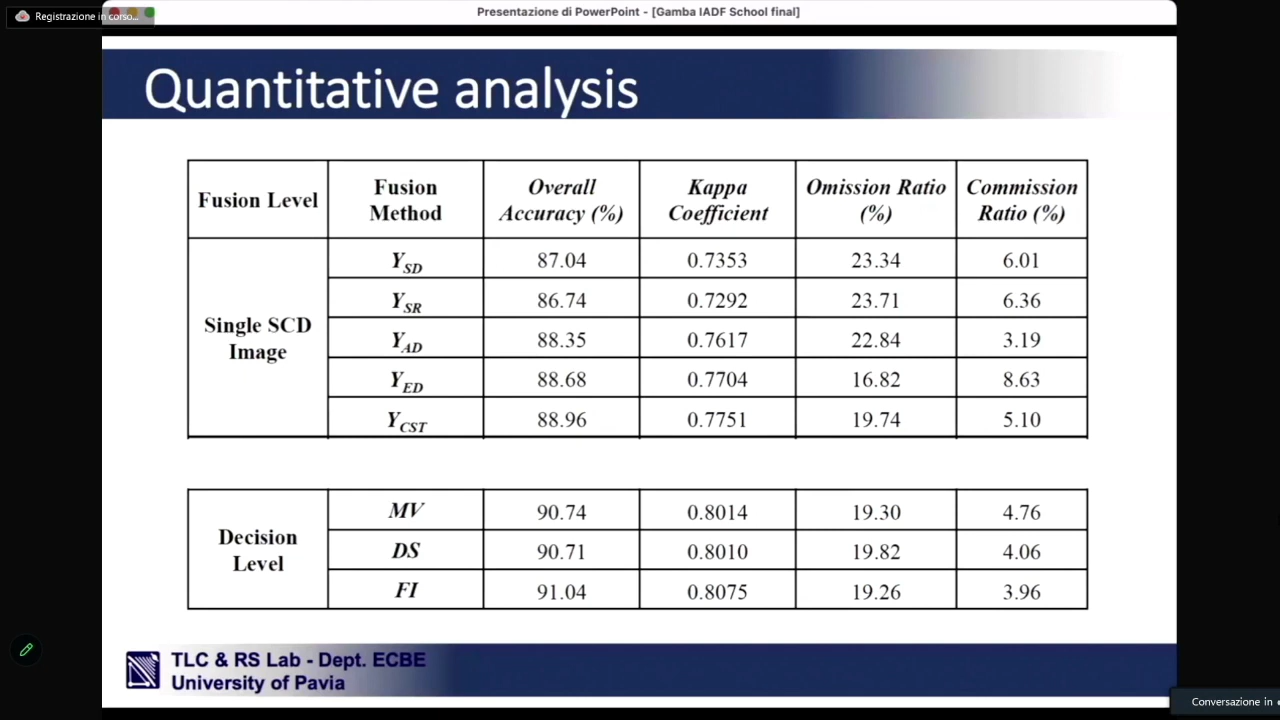 Registrazione in corso...
Presentazione di PowerPoint - [Gamba IADF School final]
Quantitative analysis
Fusion Level Fusion Method Overall Accuracy (%) Kappa Coefficient Omission Ratio (%) Commission Ratio (%)
Single SCD Image
Y_SD 87.04 0.7353 23.34 6.01
Y_SR 86.74 0.7292 23.71 6.36
Y_AD 88.35 0.7617 22.84 3.19
Y_ED 88.68 0.7704 16.82 8.63
Y_CST 88.96 0.7751 19.74 5.10
Decision Level
MV 90.74 0.8014 19.30 4.76
DS 90.71 0.8010 19.82 4.06
FI 91.04 0.8075 19.26 3.96
TLC & RS Lab - Dept. ECBE
University of Pavia
Conversazione in